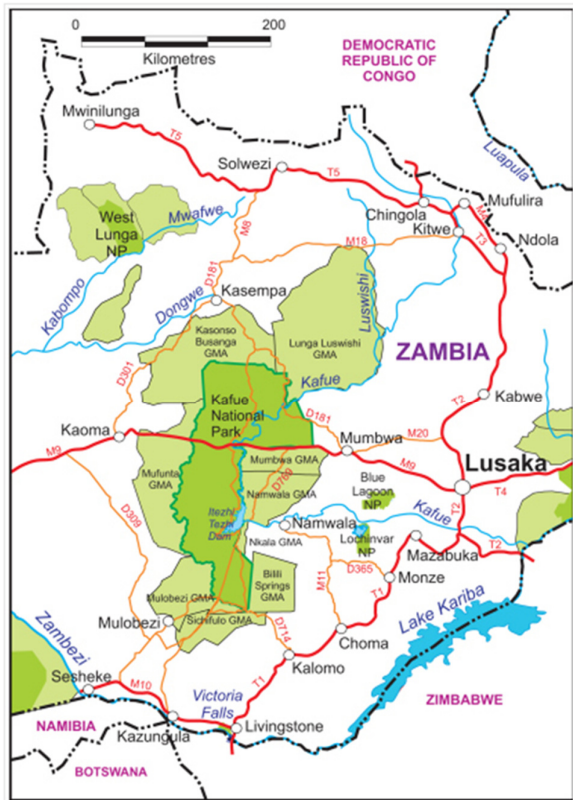 0
200
Kilometres
DEMOCRATIC
REPUBLIC OF
CONGO
Mwinilunga
T5
Solwezi
T5
Luapula
Chingola
Mufulira
M4
Kitwe
T3
Ndola
West
Lunga
NP
Mwafwe
M8
M18
Kabompo
Dongwe
D181
Kasempa
Luswishi
Kasonso
Busanga
GMA
Lunga Luswishi
GMA
ZAMBIA
D301
Kafue
National
Park
Kafue
D181
T2
Kabwe
Kaoma
M9
Mumbwa
M20
Mufunta
GMA
Mumbwa GMA
D769
Namwala GMA
M9
Lusaka
T4
Blue
Lagoon
NP
Itezhi
Tezhi
Dam
D309
Namwala
Kafue
T2
Nkala GMA
Lochinvar
NP
T2
Mazabuka
Bilili
Springs
GMA
M11
D365
Monze
T1
Mulobezi GMA
Mulobezi
Sichifulo GMA
D714
Choma
Lake Kariba
Kalomo
Zambezi
Sesheke
M10
Victoria
Falls
T1
ZIMBABWE
NAMIBIA
Kazungula
Livingstone
BOTSWANA